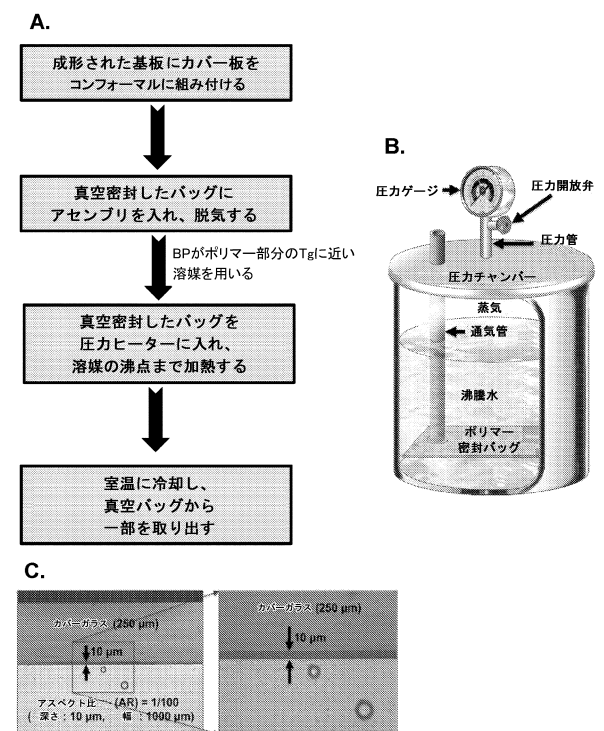 A.
成形された基板にカバー板を
コンフォーマルに組み付ける
真空密封したバッグに
アセンブリを入れ、脱気する
BPがポリマー部分のTgに近い
溶媒を用いる
真空密封したバッグを
圧力ヒーターに入れ、
溶媒の沸点まで加熱する
室温に冷却し、
真空バッグから
一部を取り出す
B.
圧力ゲージ
圧力開放弁
圧力管
圧力チャンバー
蒸気
通気管
沸騰水
ポリマー
密封バッグ
C.
カバーガラス (250 μm)
10 μm
アスペクト比 (AR) = 1/100
( 深さ : 10 μm, 幅 : 1000 μm)
カバーガラス (250 μm)
10 μm